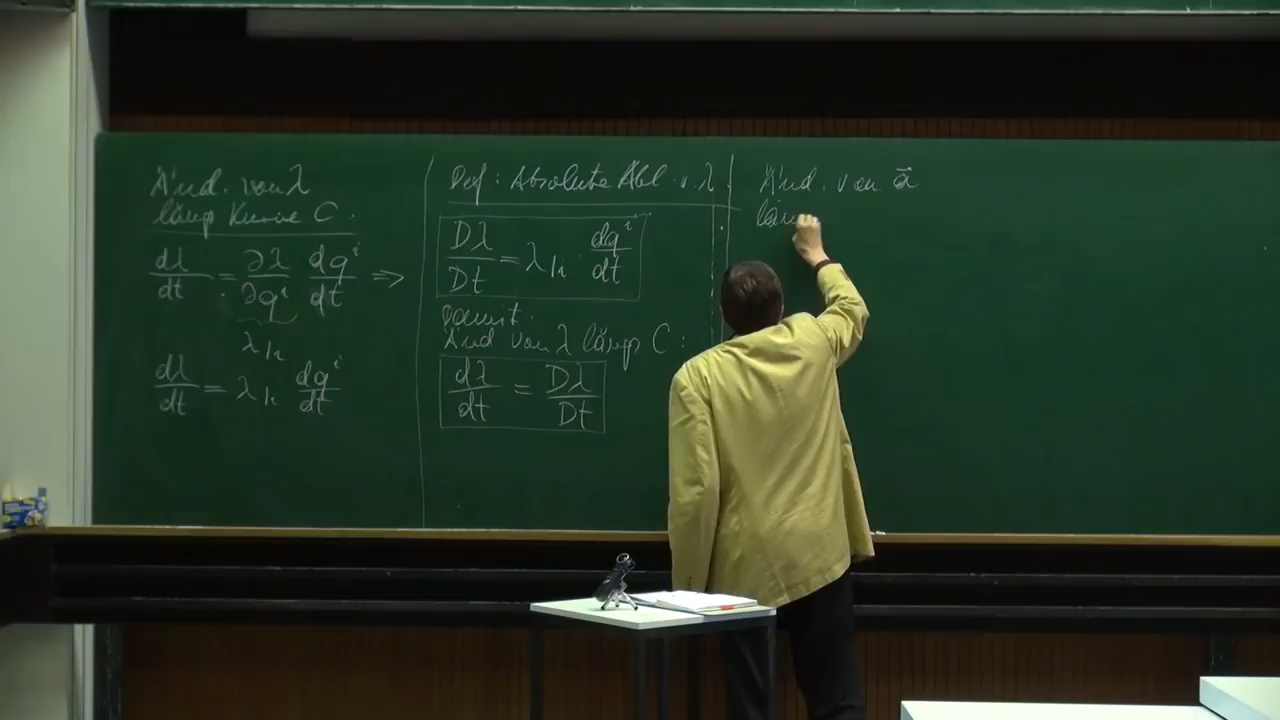 Änd. von λ
längs Kurve C.
dλ/dt = ∂λ/∂q^i dq^i/dt ⇒
λ|i
dλ/dt = λ|i dq^i/dt
Def: Absolute Abl. v. λ.
Dλ/Dt = λ|i dq^i/dt
Damit:
Änd von λ längs C:
dλ/dt = Dλ/Dt
Änd. von a⃗
län